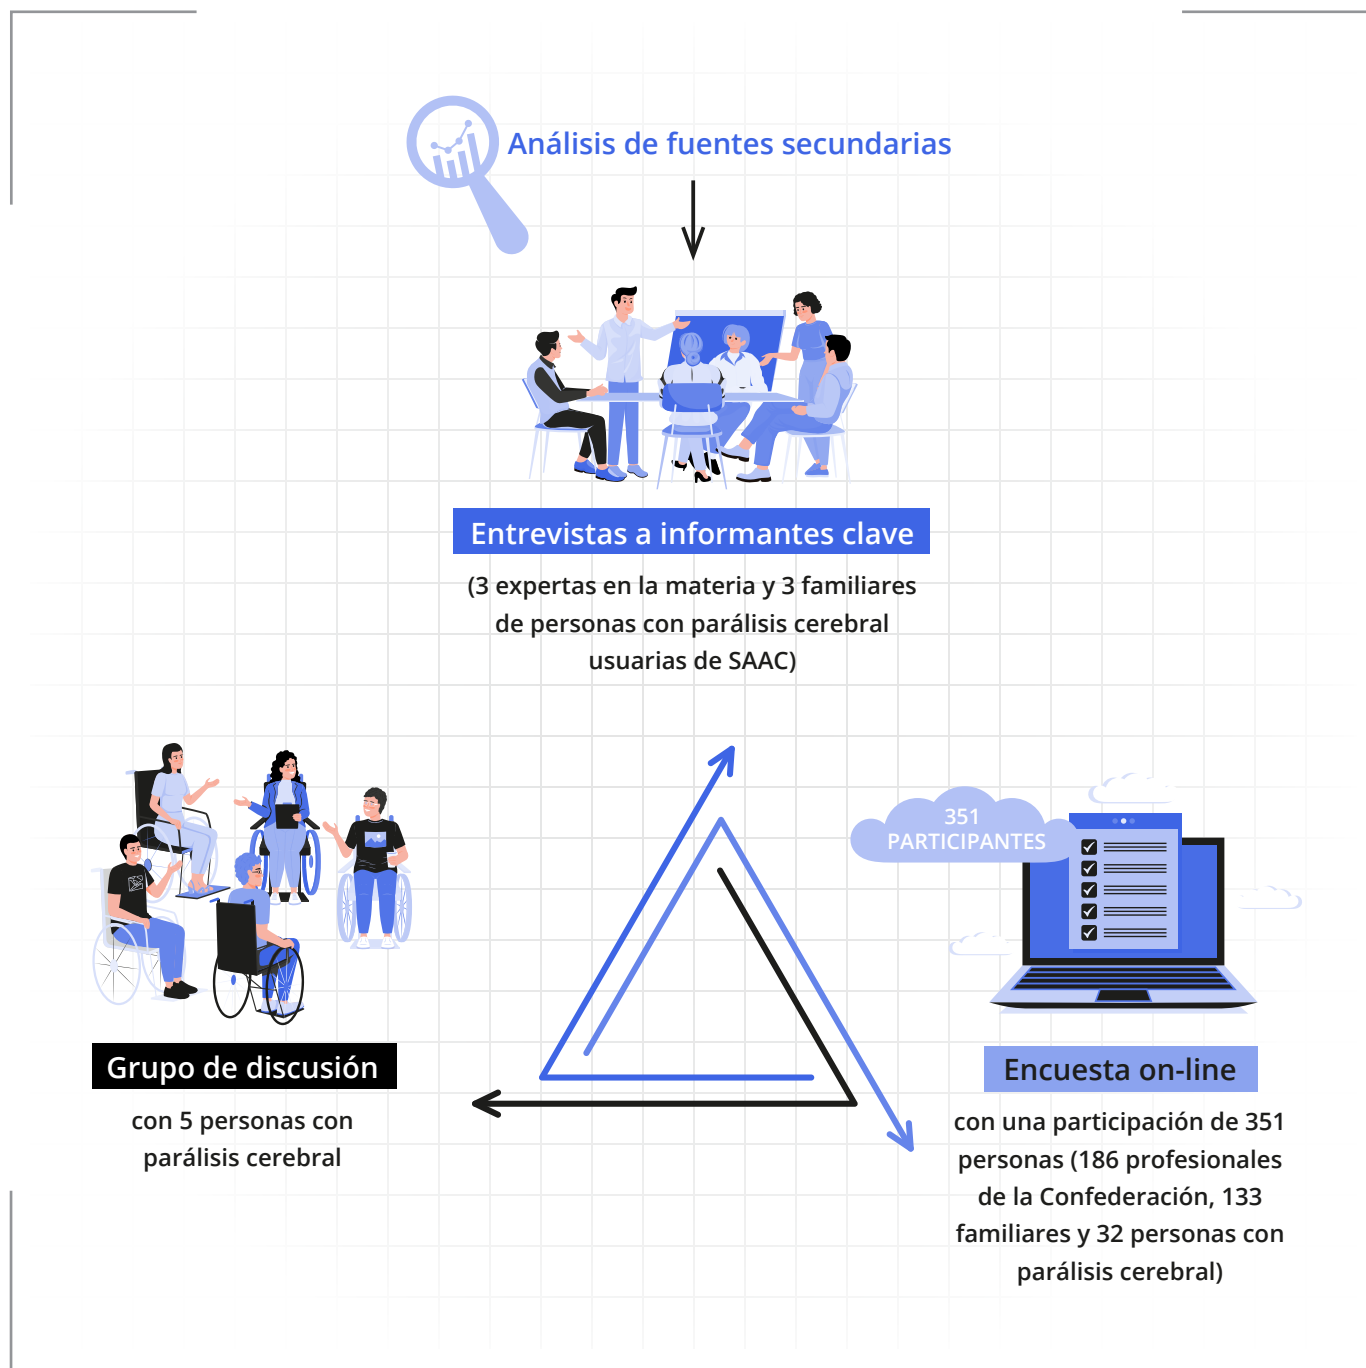 Análisis de fuentes secundarias
Entrevistas a informantes clave
(3 expertas en la materia y 3 familiares
de personas con parálisis cerebral
usuarias de SAAC)
351
PARTICIPANTES
Grupo de discusión
con 5 personas con
parálisis cerebral
Encuesta on-line
con una participación de 351
personas (186 profesionales
de la Confederación, 133
familiares y 32 personas con
parálisis cerebral)